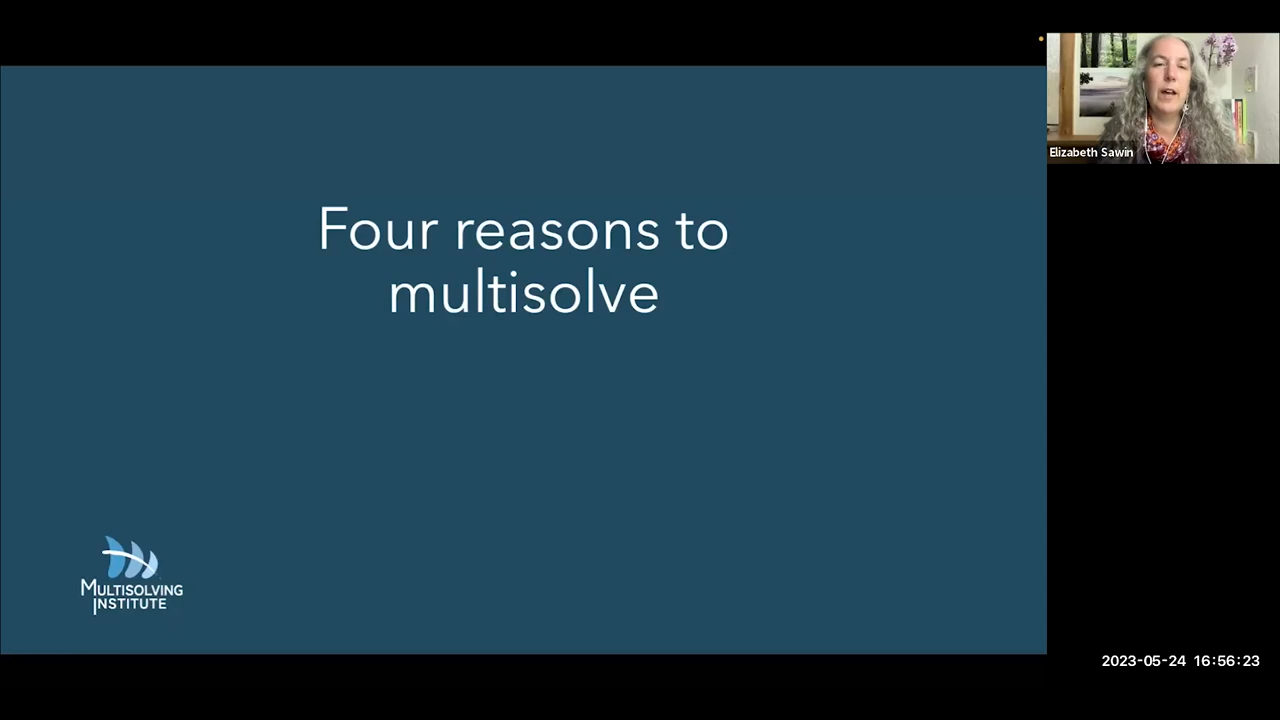 Four reasons to
multisolve
MULTISOLVING
INSTITUTE
Elizabeth Sawin
2023-05-24 16:56:23